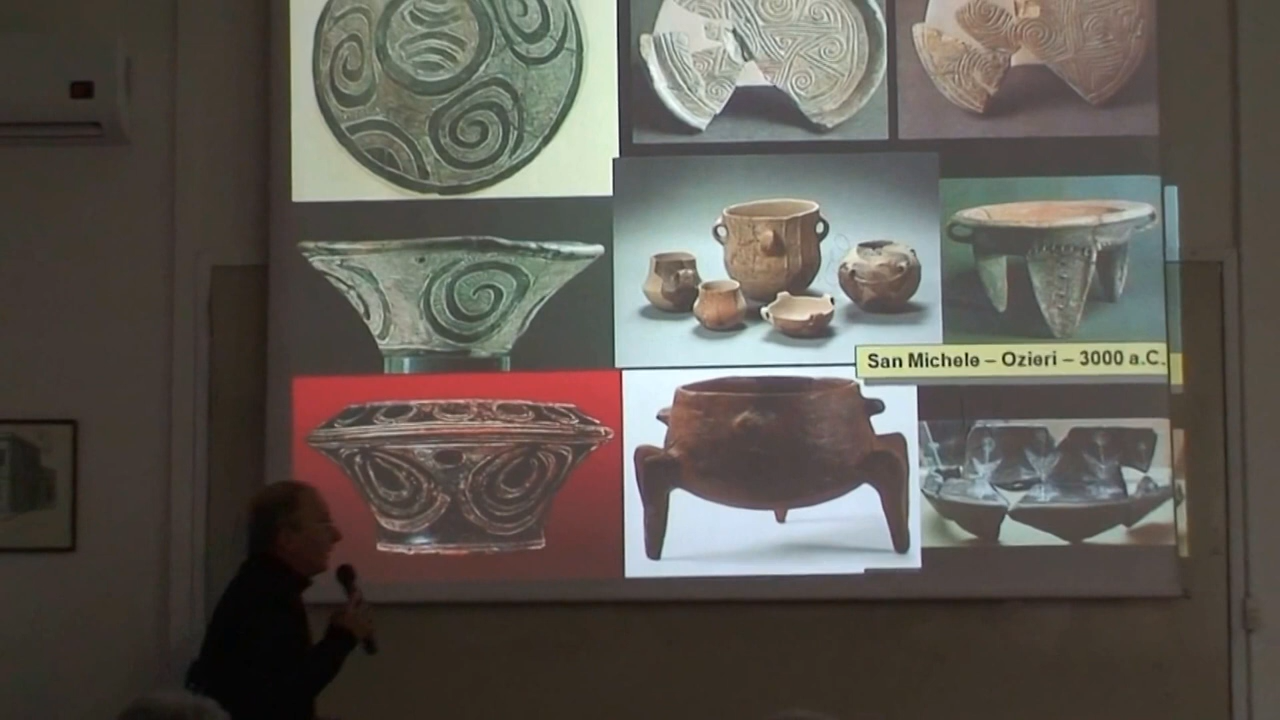 San Michele – Ozieri – 3000 a.C.